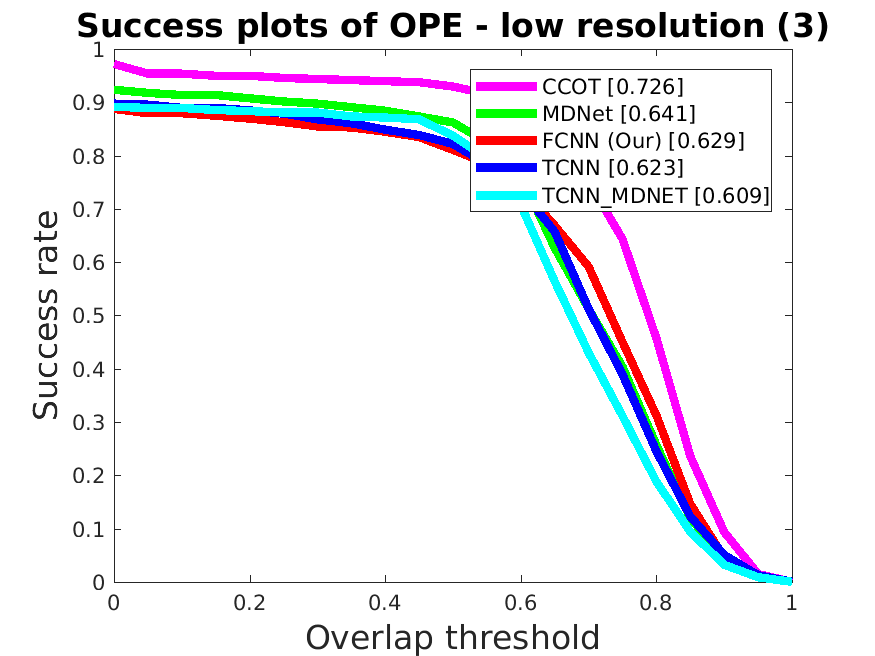 Success plots of OPE - low resolution (3)
1
0.9
0.8
0.7
0.6
0.5
0.4
0.3
0.2
0.1
0
Success rate
CCOT [0.726]
MDNet [0.641]
FCNN (Our) [0.629]
TCNN [0.623]
TCNN_MDNET [0.609]
0 0.2 0.4 0.6 0.8 1
Overlap threshold